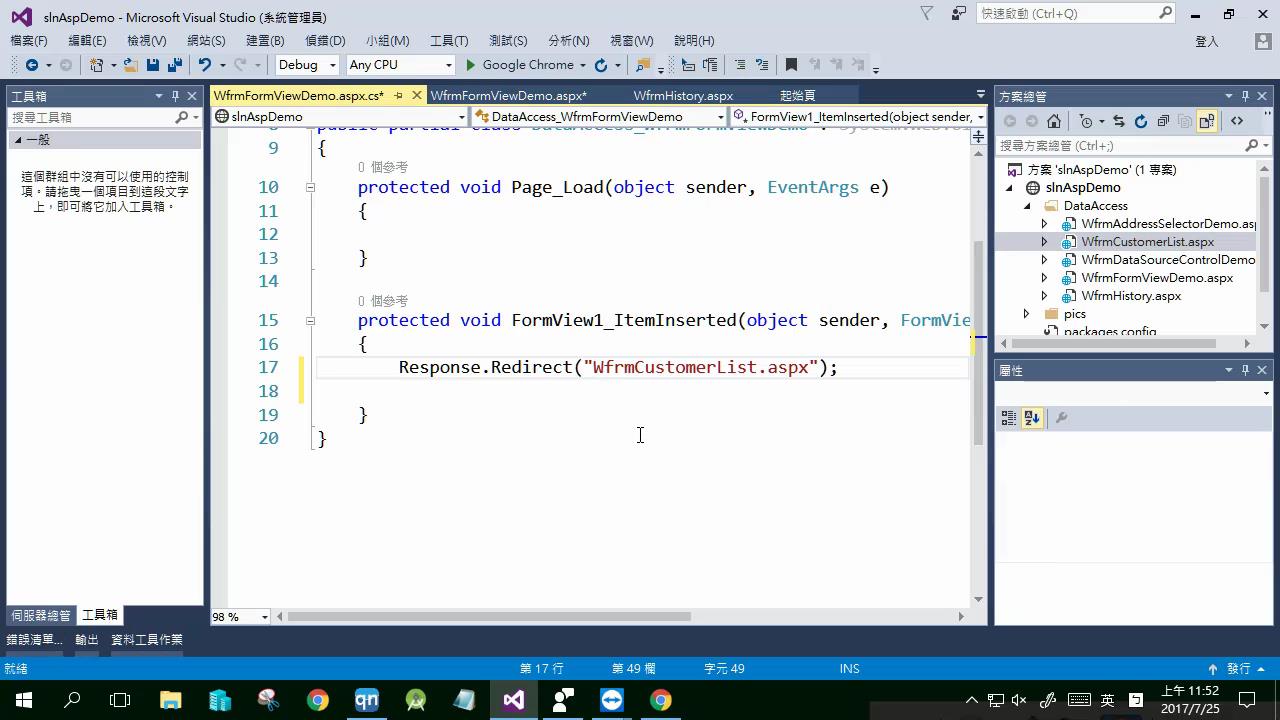 slnAspDemo - Microsoft Visual Studio (系統管理員)
快速啟動 (Ctrl+Q)
檔案(F) 編輯(E) 檢視(V) 網站(S) 建置(B) 偵錯(D) 小組(M) 工具(T) 測試(S) 分析(N) 視窗(W) 說明(H)
登入
Debug Any CPU Google Chrome
工具箱
搜尋工具箱
一般
這個群組中沒有可以使用的控制
項。請拖曳一個項目到這段文字
上，即可將它加入工具箱。
伺服器總管 工具箱
WfrmFormViewDemo.aspx.cs* WfrmFormViewDemo.aspx* WfrmHistory.aspx 起始頁
slnAspDemo DataAccess_WfrmFormViewDemo FormView1_ItemInserted(object sender,
9 {
0 個參考
10 protected void Page_Load(object sender, EventArgs e)
11 {
12
13 }
14
0 個參考
15 protected void FormView1_ItemInserted(object sender, FormVie
16 {
17 Response.Redirect("WfrmCustomerList.aspx");
18
19 }
20 }
98 %
方案總管
搜尋方案總管 (Ctrl+;)
方案 'slnAspDemo' (1 專案)
slnAspDemo
DataAccess
WfrmAddressSelectorDemo.asp
WfrmCustomerList.aspx
WfrmDataSourceControlDemo
WfrmFormViewDemo.aspx
WfrmHistory.aspx
pics
packages.config
屬性
錯誤清單... 輸出 資料工具作業
就緒 第 17 行 第 49 欄 字元 49 INS 發行
qn
英
上午 11:52
2017/7/25